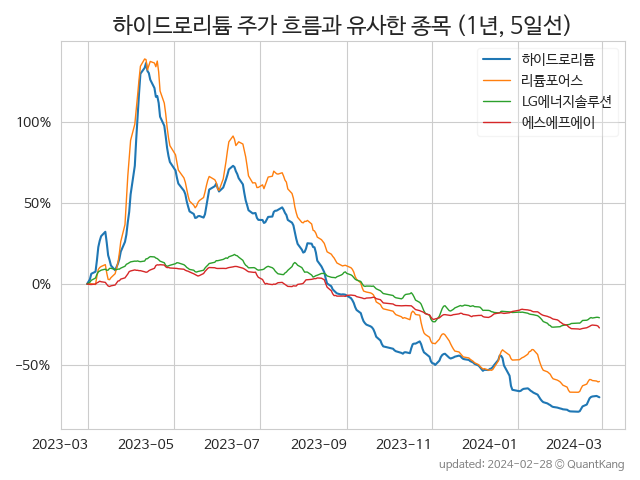 하이드로리튬 주가 흐름과 유사한 종목 (1년, 5일선)
하이드로리튬
리튬포어스
LG에너지솔루션
에스에프에이
100%
50%
0%
−50%
2023−03 2023−05 2023−07 2023−09 2023−11 2024−01 2024−03
updated: 2024-02-28 © QuantKang